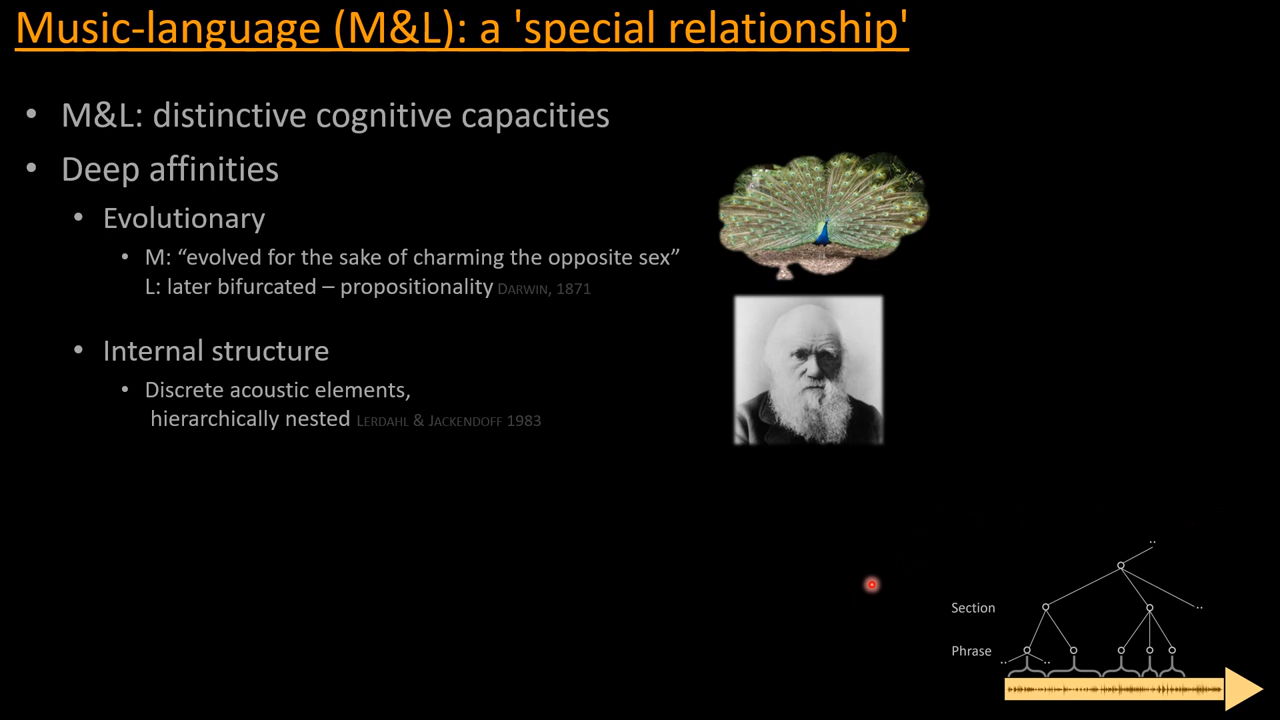 Music-language (M&L): a 'special relationship'
• M&L: distinctive cognitive capacities
• Deep affinities
• Evolutionary
• M: “evolved for the sake of charming the opposite sex”
L: later bifurcated – propositionality DARWIN, 1871
• Internal structure
• Discrete acoustic elements,
hierarchically nested LERDAHL & JACKENDOFF 1983
..
Section
..
Phrase
.. ..